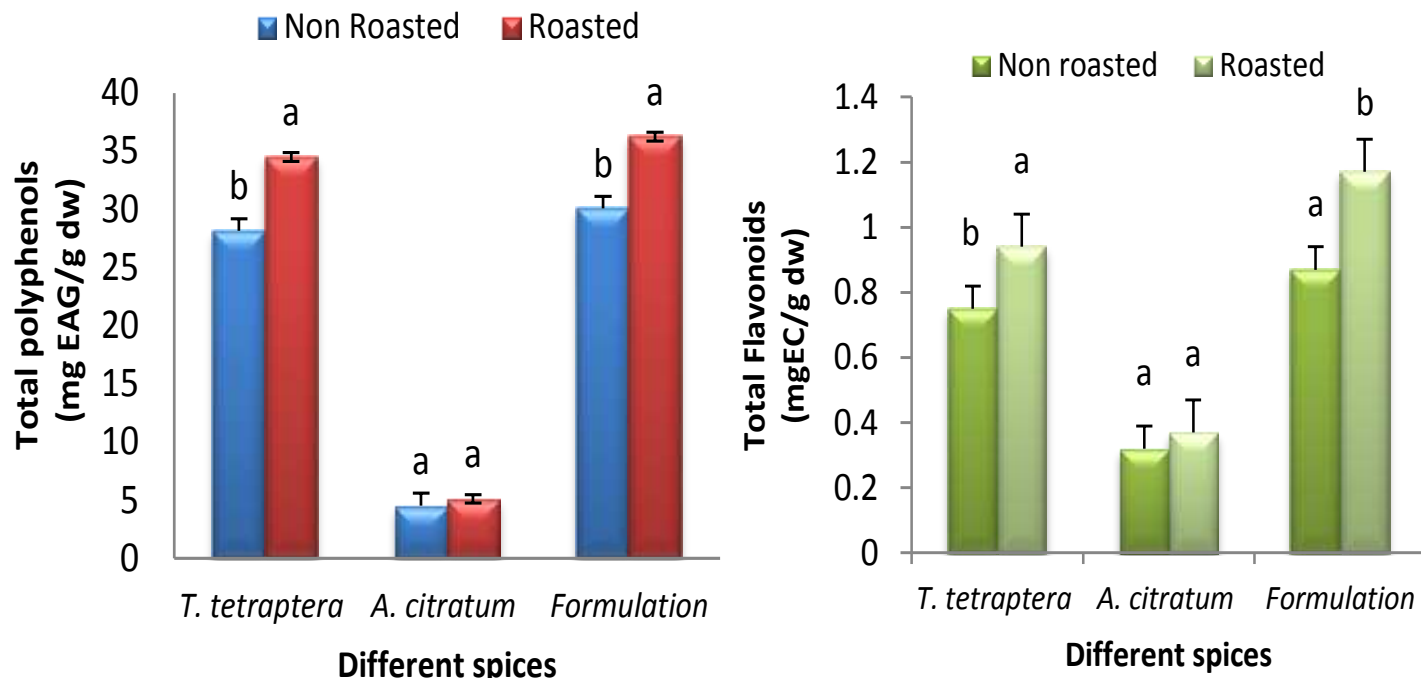 Non Roasted Roasted
Total polyphenols
(mg EAG/g dw)
40
35
30
25
20
15
10
5
0
b a a a b a
T. tetraptera A. citratum Formulation
Different spices
Non roasted Roasted
Total Flavonoids
(mgEC/g dw)
1.4
1.2
1
0.8
0.6
0.4
0.2
0
b a a a a b
T. tetraptera A. citratum Formulation
Different spices